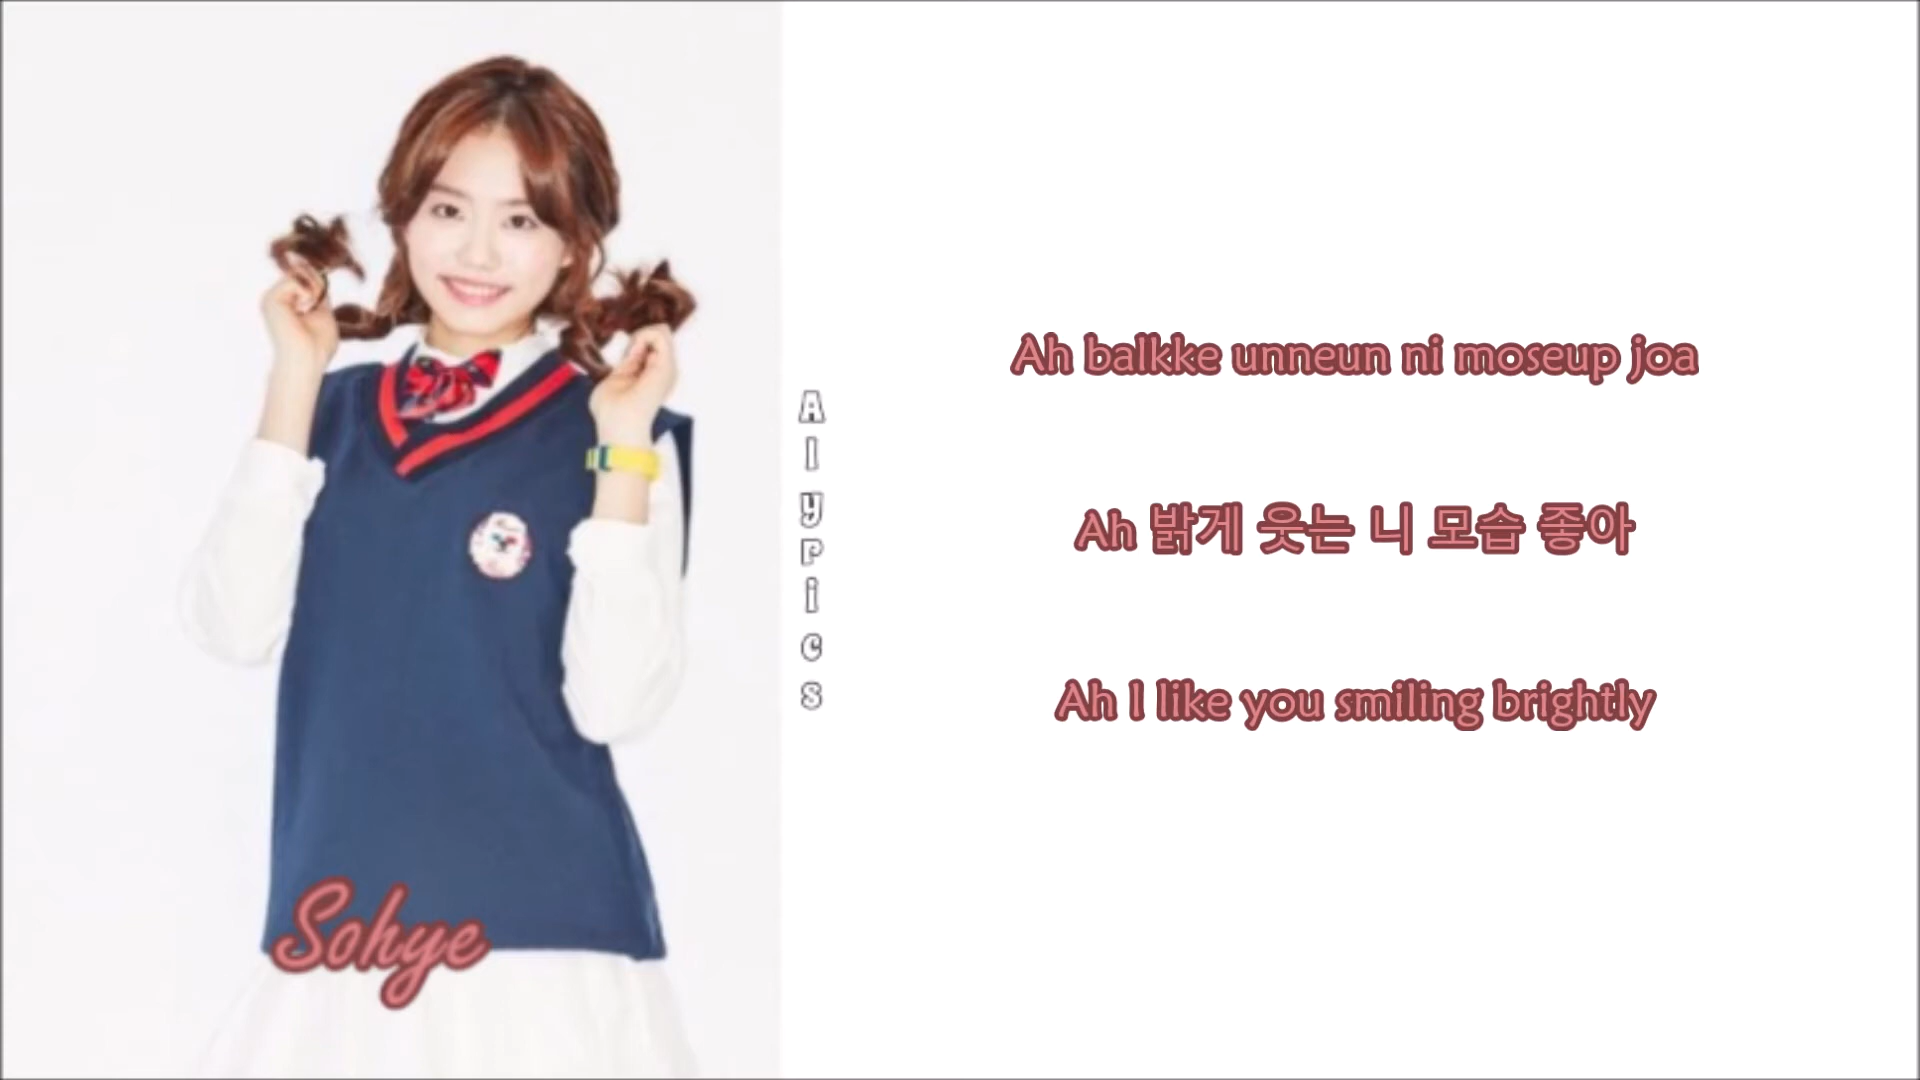 Sohye
AlyPics
Ah balkke unneun ni moseup joa
Ah 밝게 웃는 니 모습 좋아
Ah I like you smiling brightly